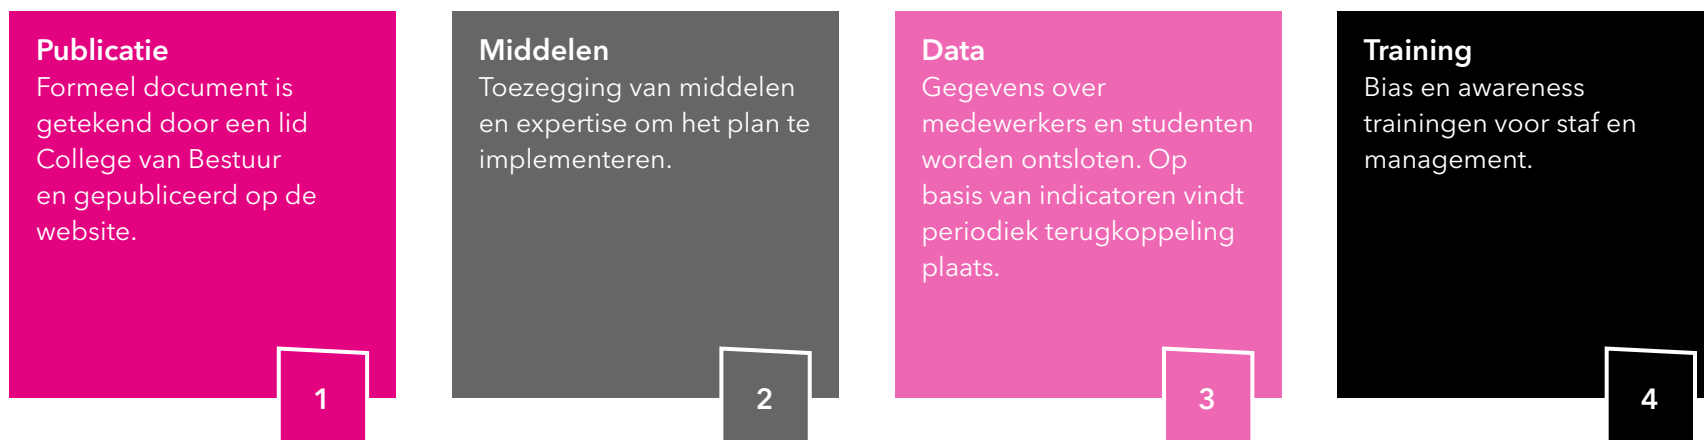 Publicatie
Formeel document is
getekend door een lid
College van Bestuur
en gepubliceerd op de
website.
1
Middelen
Toezegging van middelen
en expertise om het plan te
implementeren.
2
Data
Gegevens over
medewerkers en studenten
worden ontsloten. Op
basis van indicatoren vindt
periodiek terugkoppeling
plaats.
3
Training
Bias en awareness
trainingen voor staf en
management.
4